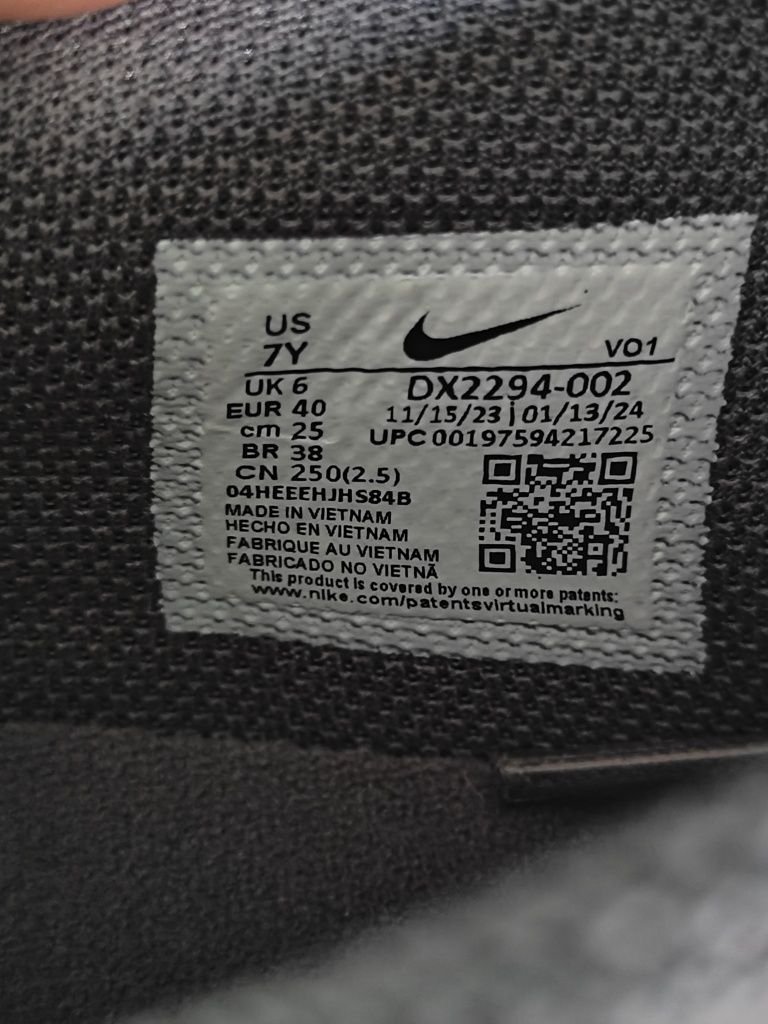 US
7Y
VO1
UK 6
DX2294-002
EUR 40
11/15/23 | 01/13/24
cm 25
UPC 00197594217225
BR 38
CN 250(2.5)
04HEEEHJHS84B
MADE IN VIETNAM
HECHO EN VIETNAM
FABRIQUE AU VIETNAM
FABRICADO NO VIETNÃ
This product is covered by one or more patents:
www.nike.com/patentsvirtualmarking